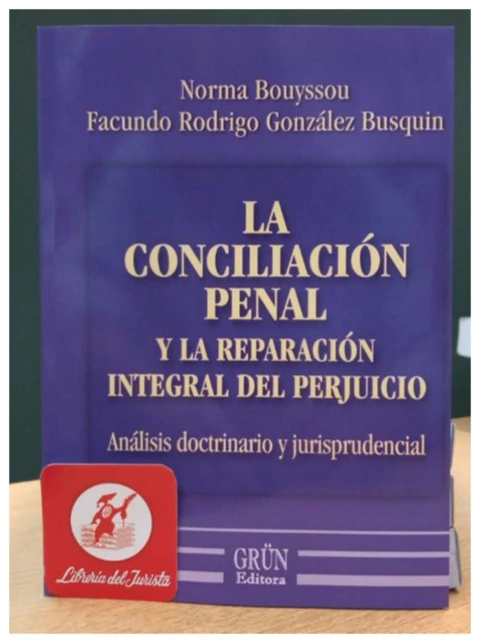 Norma Bouyssou
Facundo Rodrigo González Busquin
LA
CONCILIACIÓN
PENAL
Y LA REPARACIÓN
INTEGRAL DEL PERJUICIO
Análisis doctrinario y jurisprudencial
Librería del Jurista
GRÜN
Editora